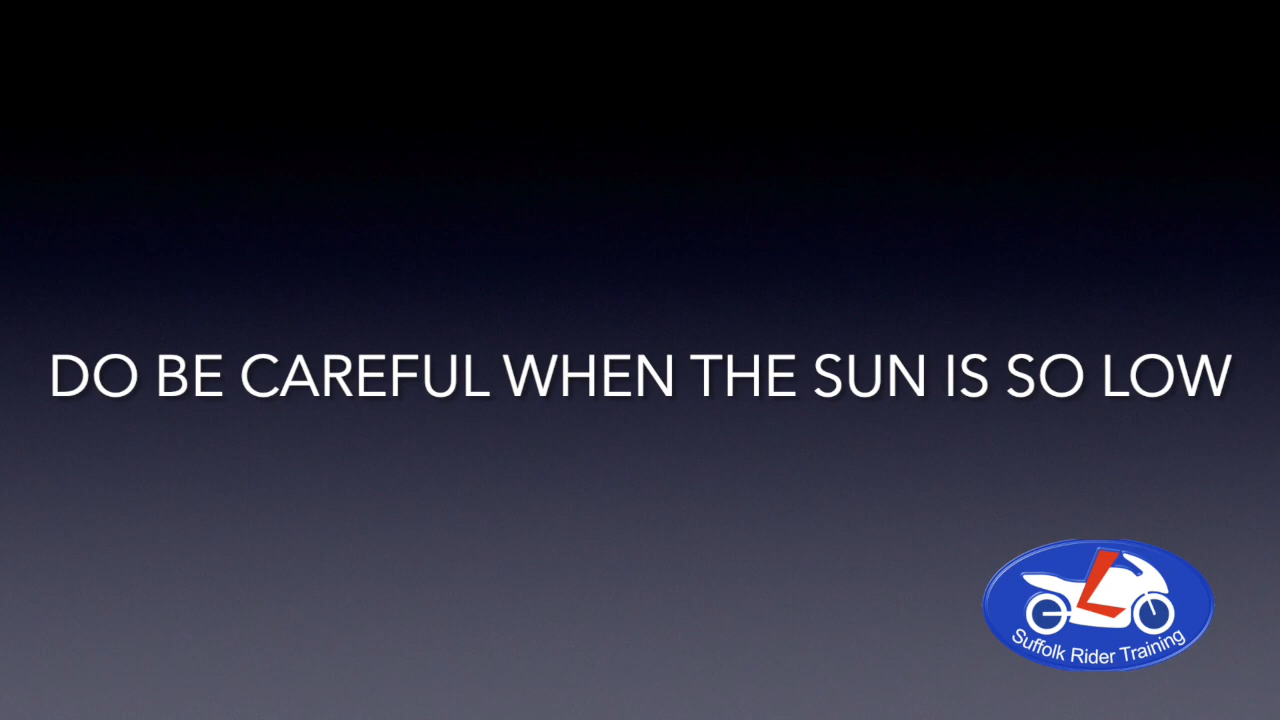 DO BE CAREFUL WHEN THE SUN IS SO LOW
L
Suffolk Rider Training